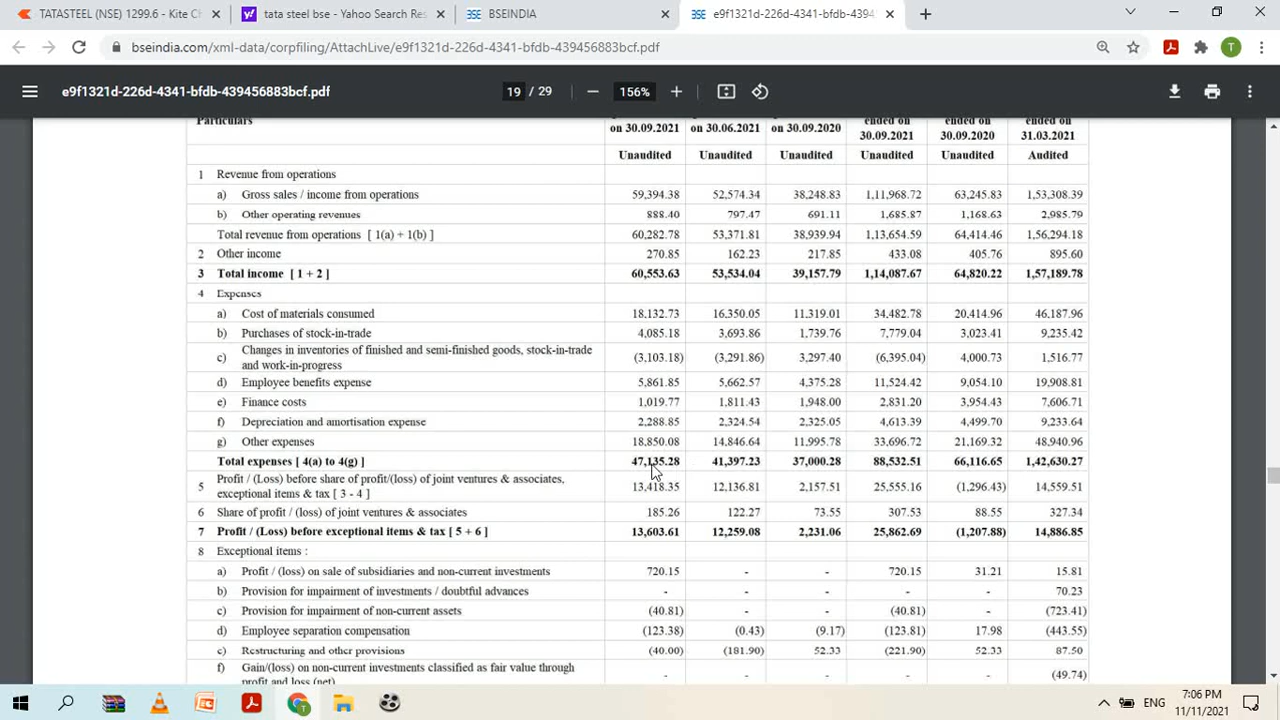 TATASTEEL (NSE) 1299.6 - Kite Ch
tata steel bse - Yahoo Search Res
BSEINDIA
e9f1321d-226d-4341-bfdb-4394
bseindia.com/xml-data/corpfiling/AttachLive/e9f1321d-226d-4341-bfdb-439456883bcf.pdf
T
e9f1321d-226d-4341-bfdb-439456883bcf.pdf 19 / 29 156%
Particulars on 30.09.2021 on 30.06.2021 on 30.09.2020 ended on 30.09.2021 ended on 30.09.2020 ended on 31.03.2021
Unaudited Unaudited Unaudited Unaudited Unaudited Audited
1 Revenue from operations
a) Gross sales / income from operations 59,394.38 52,574.34 38,248.83 1,11,968.72 63,245.83 1,53,308.39
b) Other operating revenues 888.40 797.47 691.11 1,685.87 1,168.63 2,985.79
Total revenue from operations [ 1(a) + 1(b) ] 60,282.78 53,371.81 38,939.94 1,13,654.59 64,414.46 1,56,294.18
2 Other income 270.85 162.23 217.85 433.08 405.76 895.60
3 Total income [ 1 + 2 ] 60,553.63 53,534.04 39,157.79 1,14,087.67 64,820.22 1,57,189.78
4 Expenses
a) Cost of materials consumed 18,132.73 16,350.05 11,319.01 34,482.78 20,414.96 46,187.96
b) Purchases of stock-in-trade 4,085.18 3,693.86 1,739.76 7,779.04 3,023.41 9,235.42
c) Changes in inventories of finished and semi-finished goods, stock-in-trade
and work-in-progress (3,103.18) (3,291.86) 3,297.40 (6,395.04) 4,000.73 1,516.77
d) Employee benefits expense 5,861.85 5,662.57 4,375.28 11,524.42 9,054.10 19,908.81
e) Finance costs 1,019.77 1,811.43 1,948.00 2,831.20 3,954.43 7,606.71
f) Depreciation and amortisation expense 2,288.85 2,324.54 2,325.05 4,613.39 4,499.70 9,233.64
g) Other expenses 18,850.08 14,846.64 11,995.78 33,696.72 21,169.32 48,940.96
Total expenses [ 4(a) to 4(g) ] 47,135.28 41,397.23 37,000.28 88,532.51 66,116.65 1,42,630.27
5 Profit / (Loss) before share of profit/(loss) of joint ventures & associates,
exceptional items & tax [ 3 - 4 ] 13,418.35 12,136.81 2,157.51 25,555.16 (1,296.43) 14,559.51
6 Share of profit / (loss) of joint ventures & associates 185.26 122.27 73.55 307.53 88.55 327.34
7 Profit / (Loss) before exceptional items & tax [ 5 + 6 ] 13,603.61 12,259.08 2,231.06 25,862.69 (1,207.88) 14,886.85
8 Exceptional items :
a) Profit / (loss) on sale of subsidiaries and non-current investments 720.15 - - 720.15 31.21 15.81
b) Provision for impairment of investments / doubtful advances - - - - - 70.23
c) Provision for impairment of non-current assets (40.81) - - (40.81) - (723.41)
d) Employee separation compensation (123.38) (0.43) (9.17) (123.81) 17.98 (443.55)
e) Restructuring and other provisions (40.00) (181.90) 52.33 (221.90) 52.33 87.50
f) Gain/(loss) on non-current investments classified as fair value through
profit and loss (net) - - - - - (49.74)
ENG 7:06 PM
11/11/2021